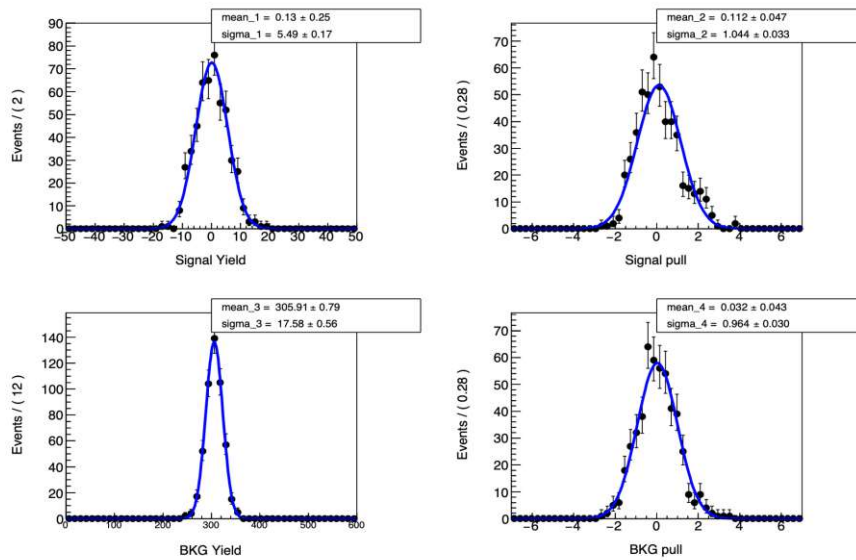 mean_1 = 0.13 ± 0.25
sigma_1 = 5.49 ± 0.17
Events / ( 2 )
90
80
70
60
50
40
30
20
10
0
−50 −40 −30 −20 −10 0 10 20 30 40 50
Signal Yield
mean_2 = 0.112 ± 0.047
sigma_2 = 1.044 ± 0.033
Events / ( 0.28 )
70
60
50
40
30
20
10
0
−6 −4 −2 0 2 4 6
Signal pull
mean_3 = 305.91 ± 0.79
sigma_3 = 17.58 ± 0.56
Events / ( 12 )
140
120
100
80
60
40
20
0
0 100 200 300 400 500 600
BKG Yield
mean_4 = 0.032 ± 0.043
sigma_4 = 0.964 ± 0.030
Events / ( 0.28 )
70
60
50
40
30
20
10
0
−6 −4 −2 0 2 4 6
BKG pull